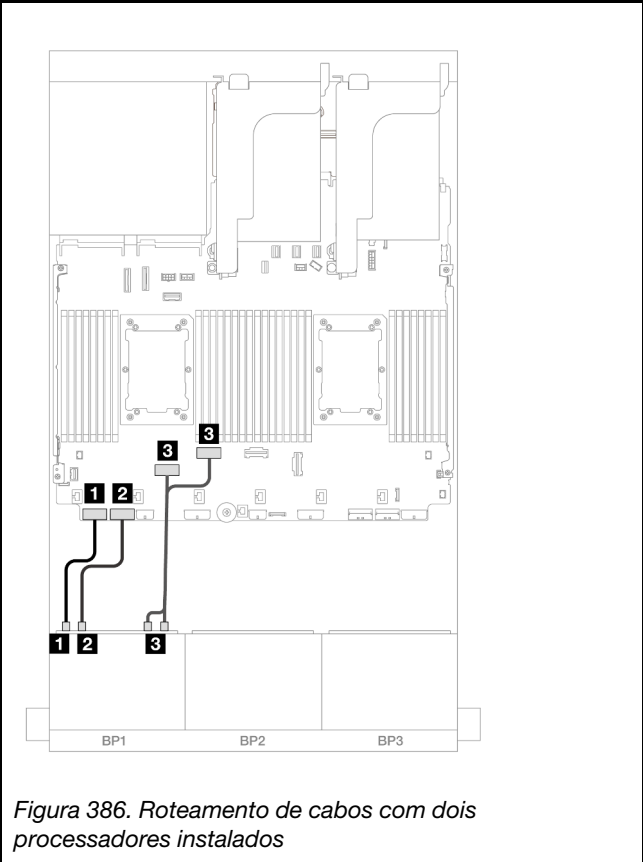 3
3
1 2
1 2 3
BP1 BP2 BP3
Figura 386. Roteamento de cabos com dois
processadores instalados